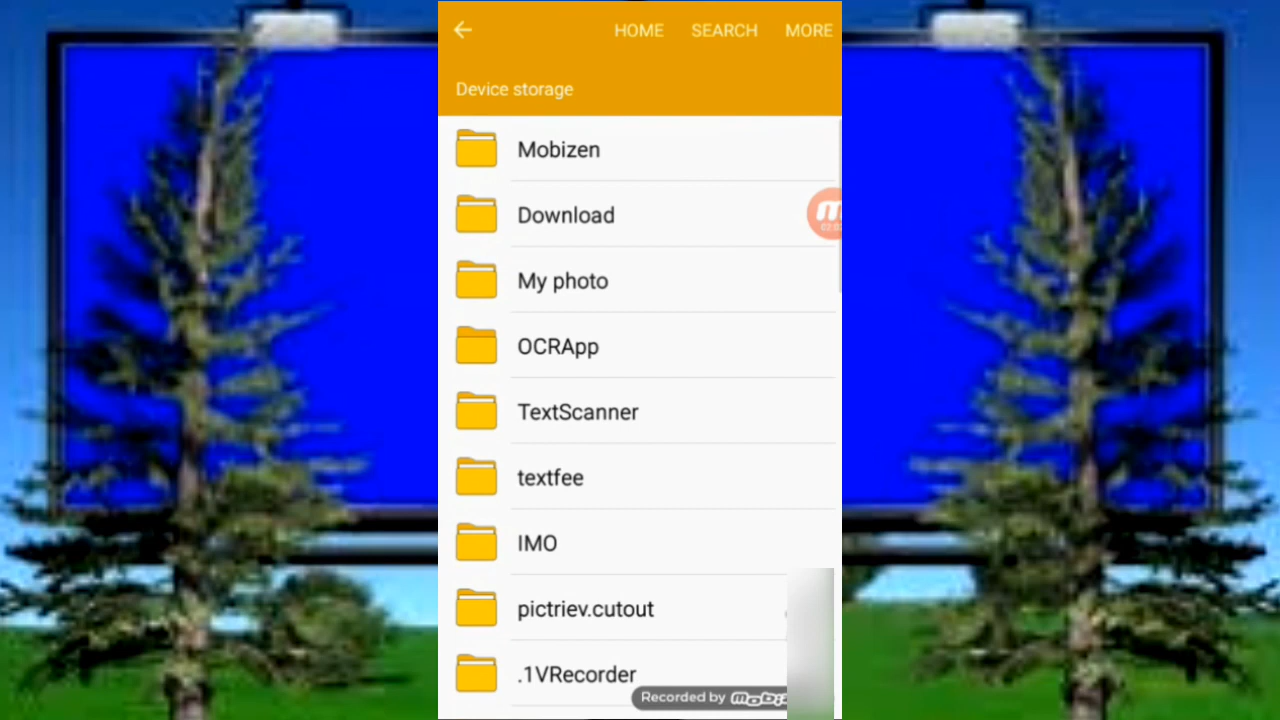 HOME SEARCH MORE
Device storage
Mobizen
Download
My photo
OCRApp
TextScanner
textfee
IMO
pictriev.cutout
.1VRecorder
Recorded by